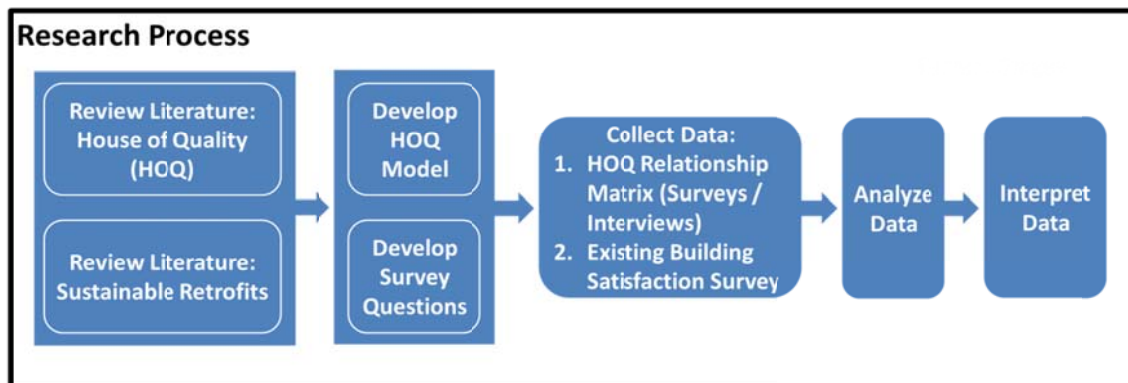 Research Process
Review Literature:
House of Quality
(HOQ)
Review Literature:
Sustainable Retrofits
Develop
HOQ
Model
Develop
Survey
Questions
Collect Data:
1. HOQ Relationship
Matrix (Surveys /
Interviews)
2. Existing Building
Satisfaction Survey
Analyze
Data
Interpret
Data